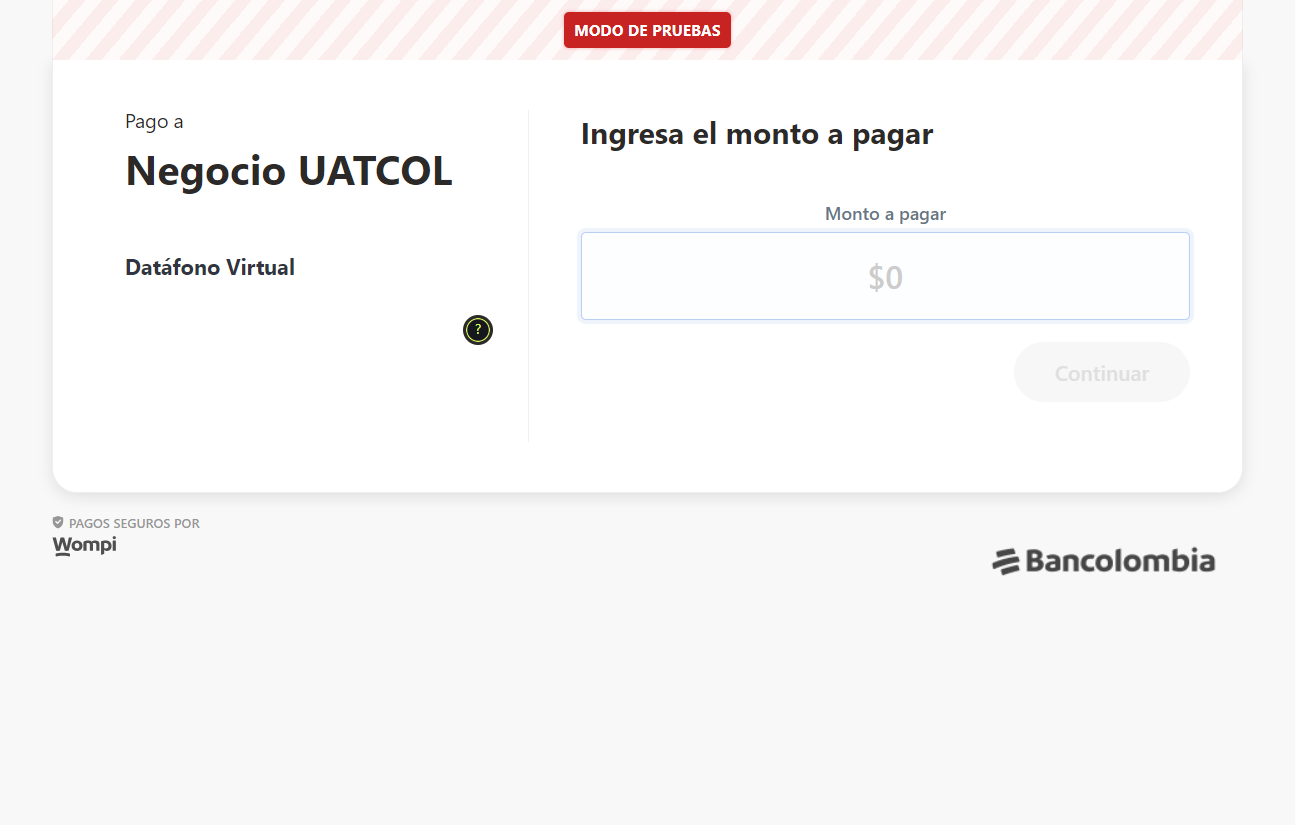 MODO DE PRUEBAS
Pago a
Negocio UATCOL
Datáfono Virtual
?
Ingresa el monto a pagar
Monto a pagar
$0
Continuar
PAGOS SEGUROS POR
Wompi
Bancolombia